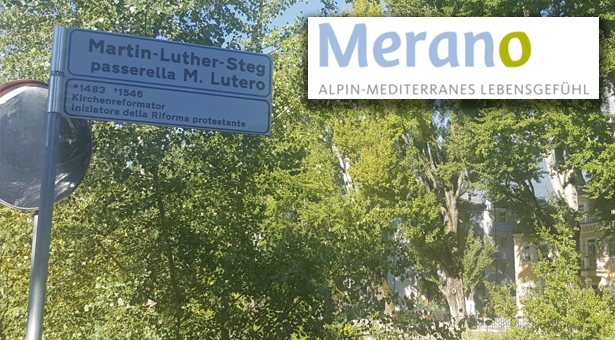 Martin-Luther-Steg
passerella M. Lutero
*1483 †1546
Kirchenreformator
iniziatore della Riforma protestante
Merano
ALPIN-MEDITERRANES LEBENSGEFÜHL